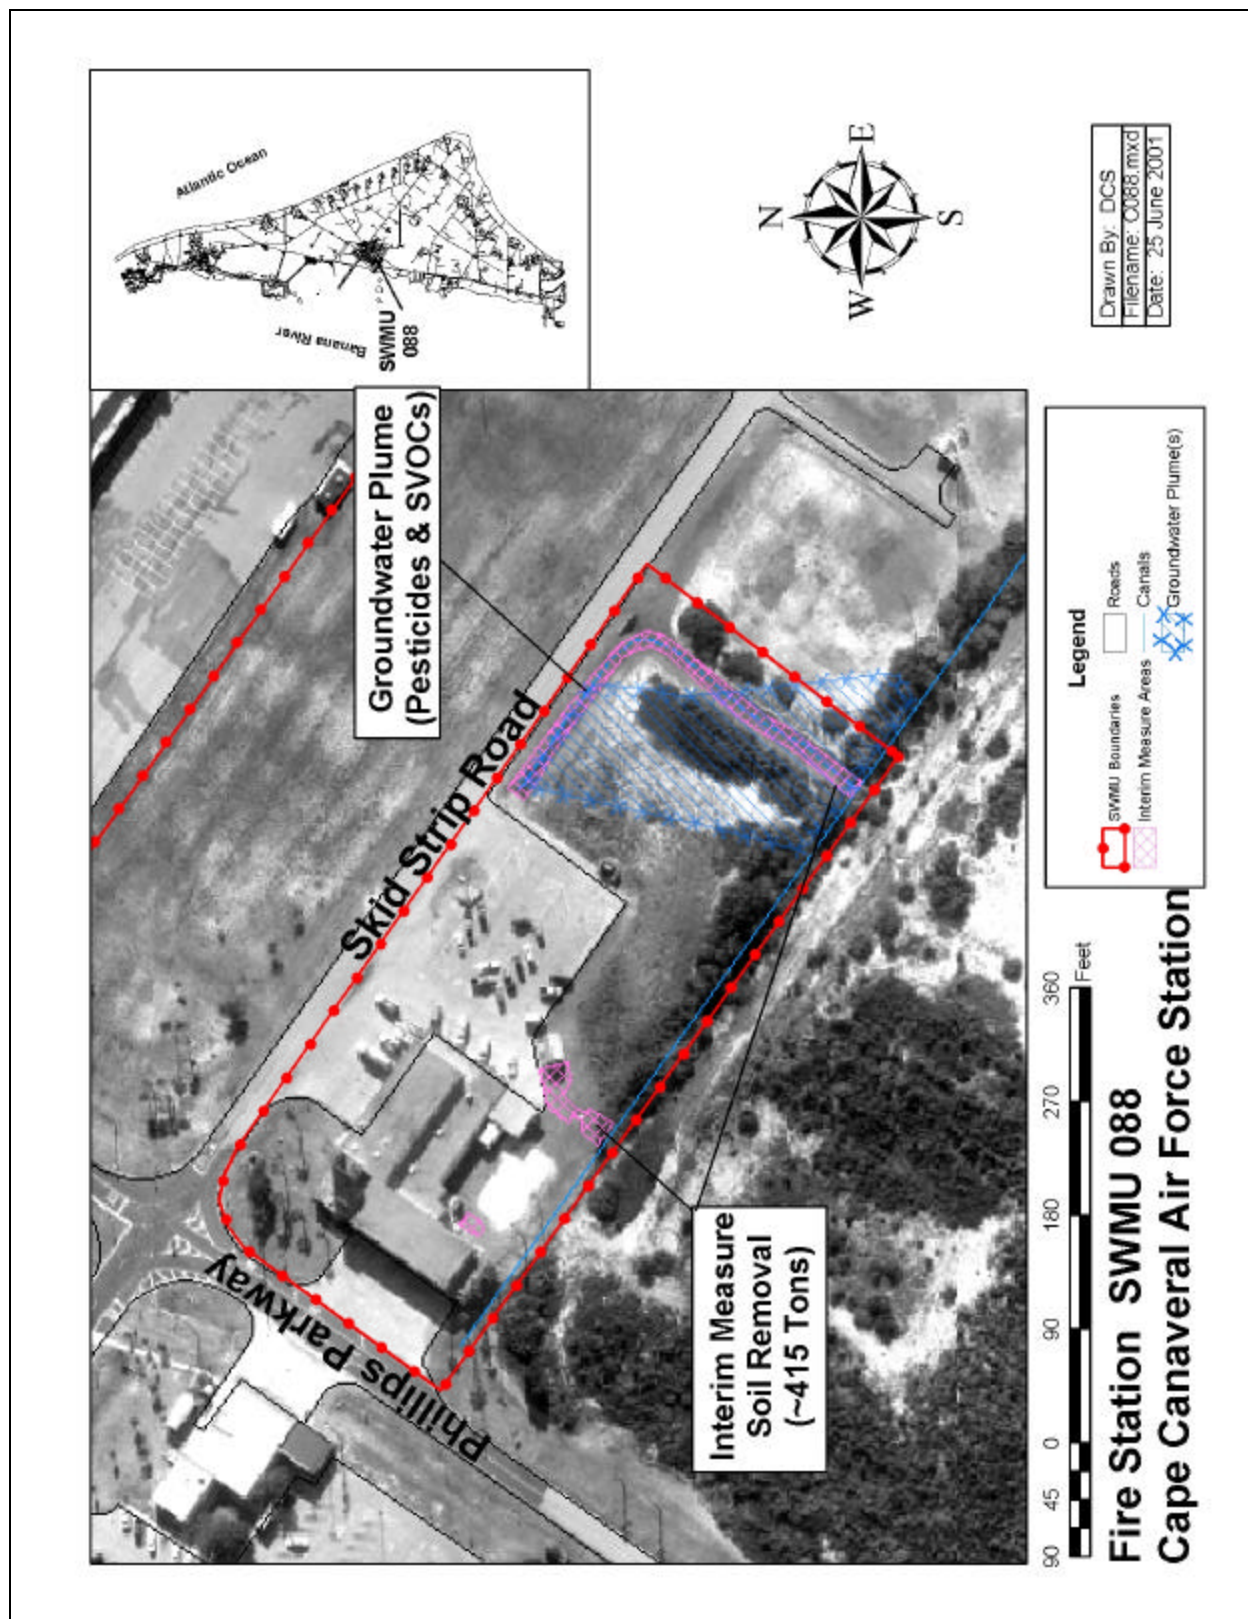 Atlantic Ocean
Banana River
SWMU
088
Groundwater Plume
(Pesticides & SVOCs)
Skid Strip Road
Phillips Parkway
Interim Measure
Soil Removal
(~415 Tons)
N
E
S
W
Drawn By: DCS
Filename: C088.mxd
Date: 25 June 2001
Legend
SWMU Boundaries
Roads
Interim Measure Areas
Canals
Groundwater Plume(s)
90 45 0 90 180 270 360
Feet
Fire Station SWMU 088
Cape Canaveral Air Force Station